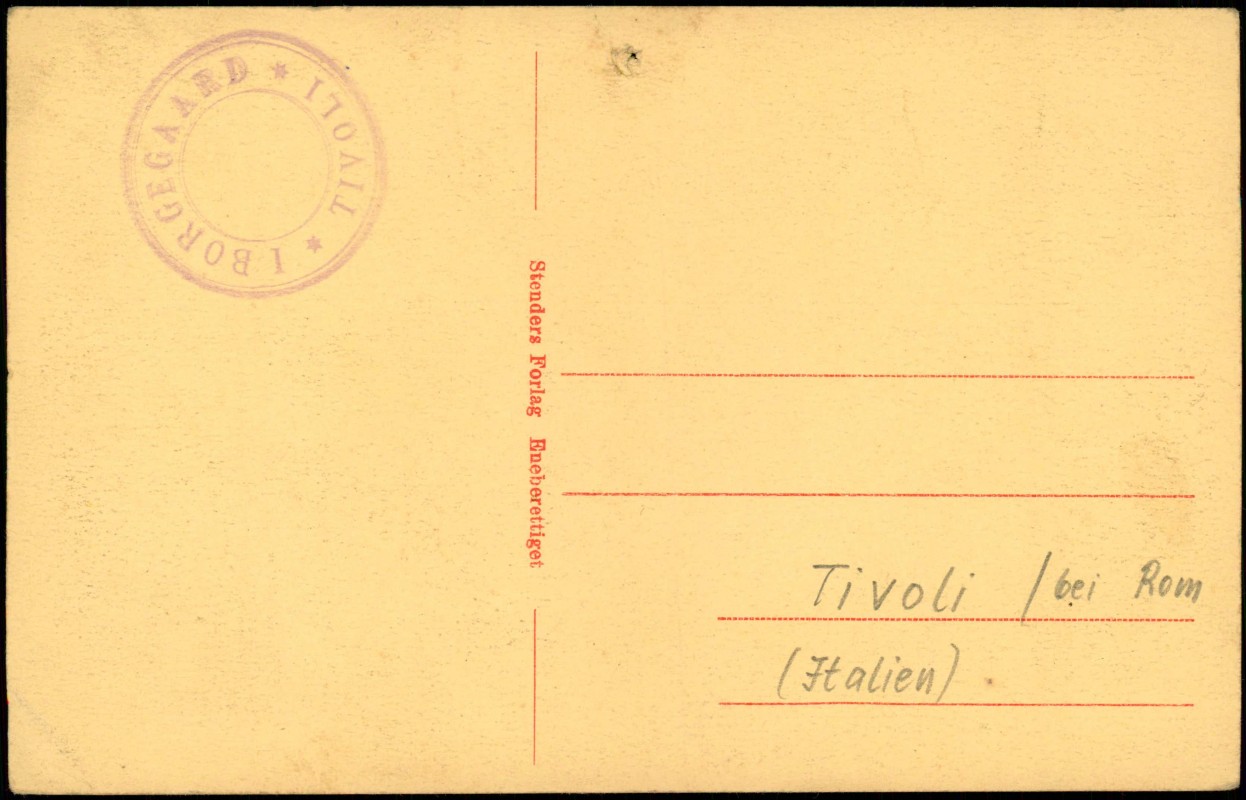 I BORGEGAARD * TIVOLI *
Stenders Forlag Eneberettiget
Tivoli / bei Rom
(Italien)